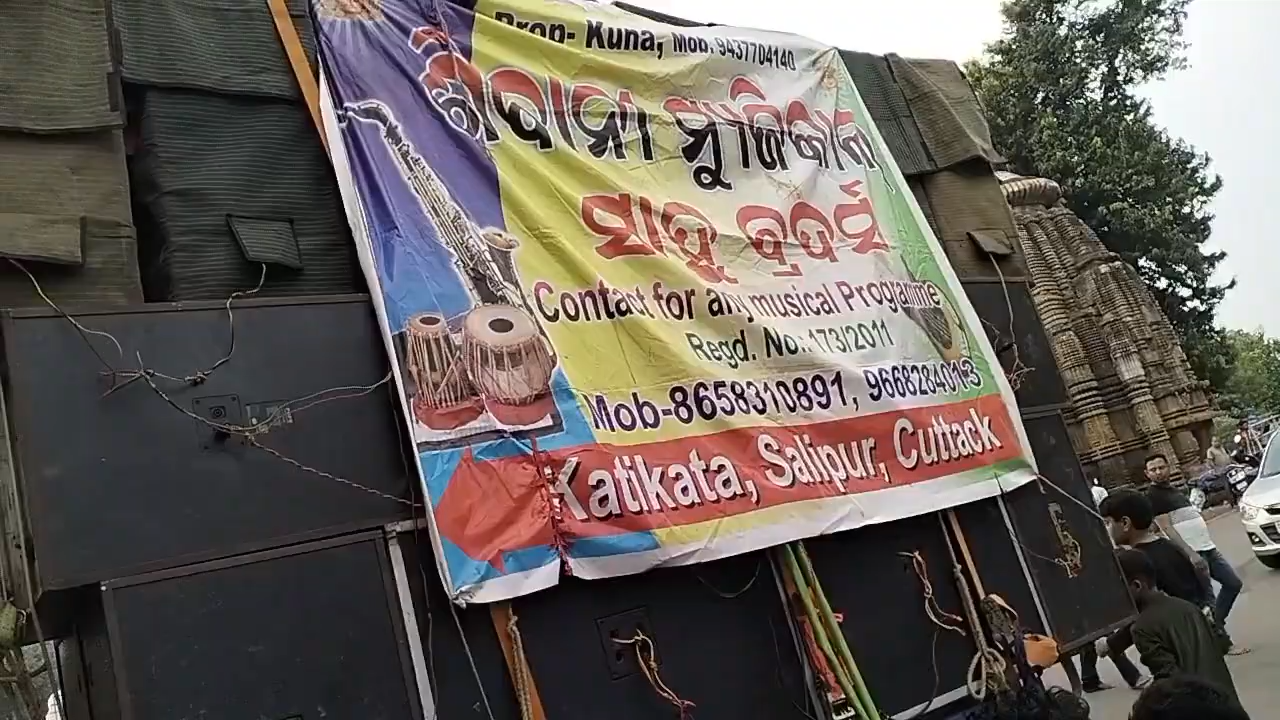 Prop- Kuna, Mob. 9437704140
ସାହୁ ବ୍ରଦର୍ସ
Contact for any musical Programme
Regd. No.:173/2011
Mob-8658310891, 9668284013
Katikata, Salipur, Cuttack